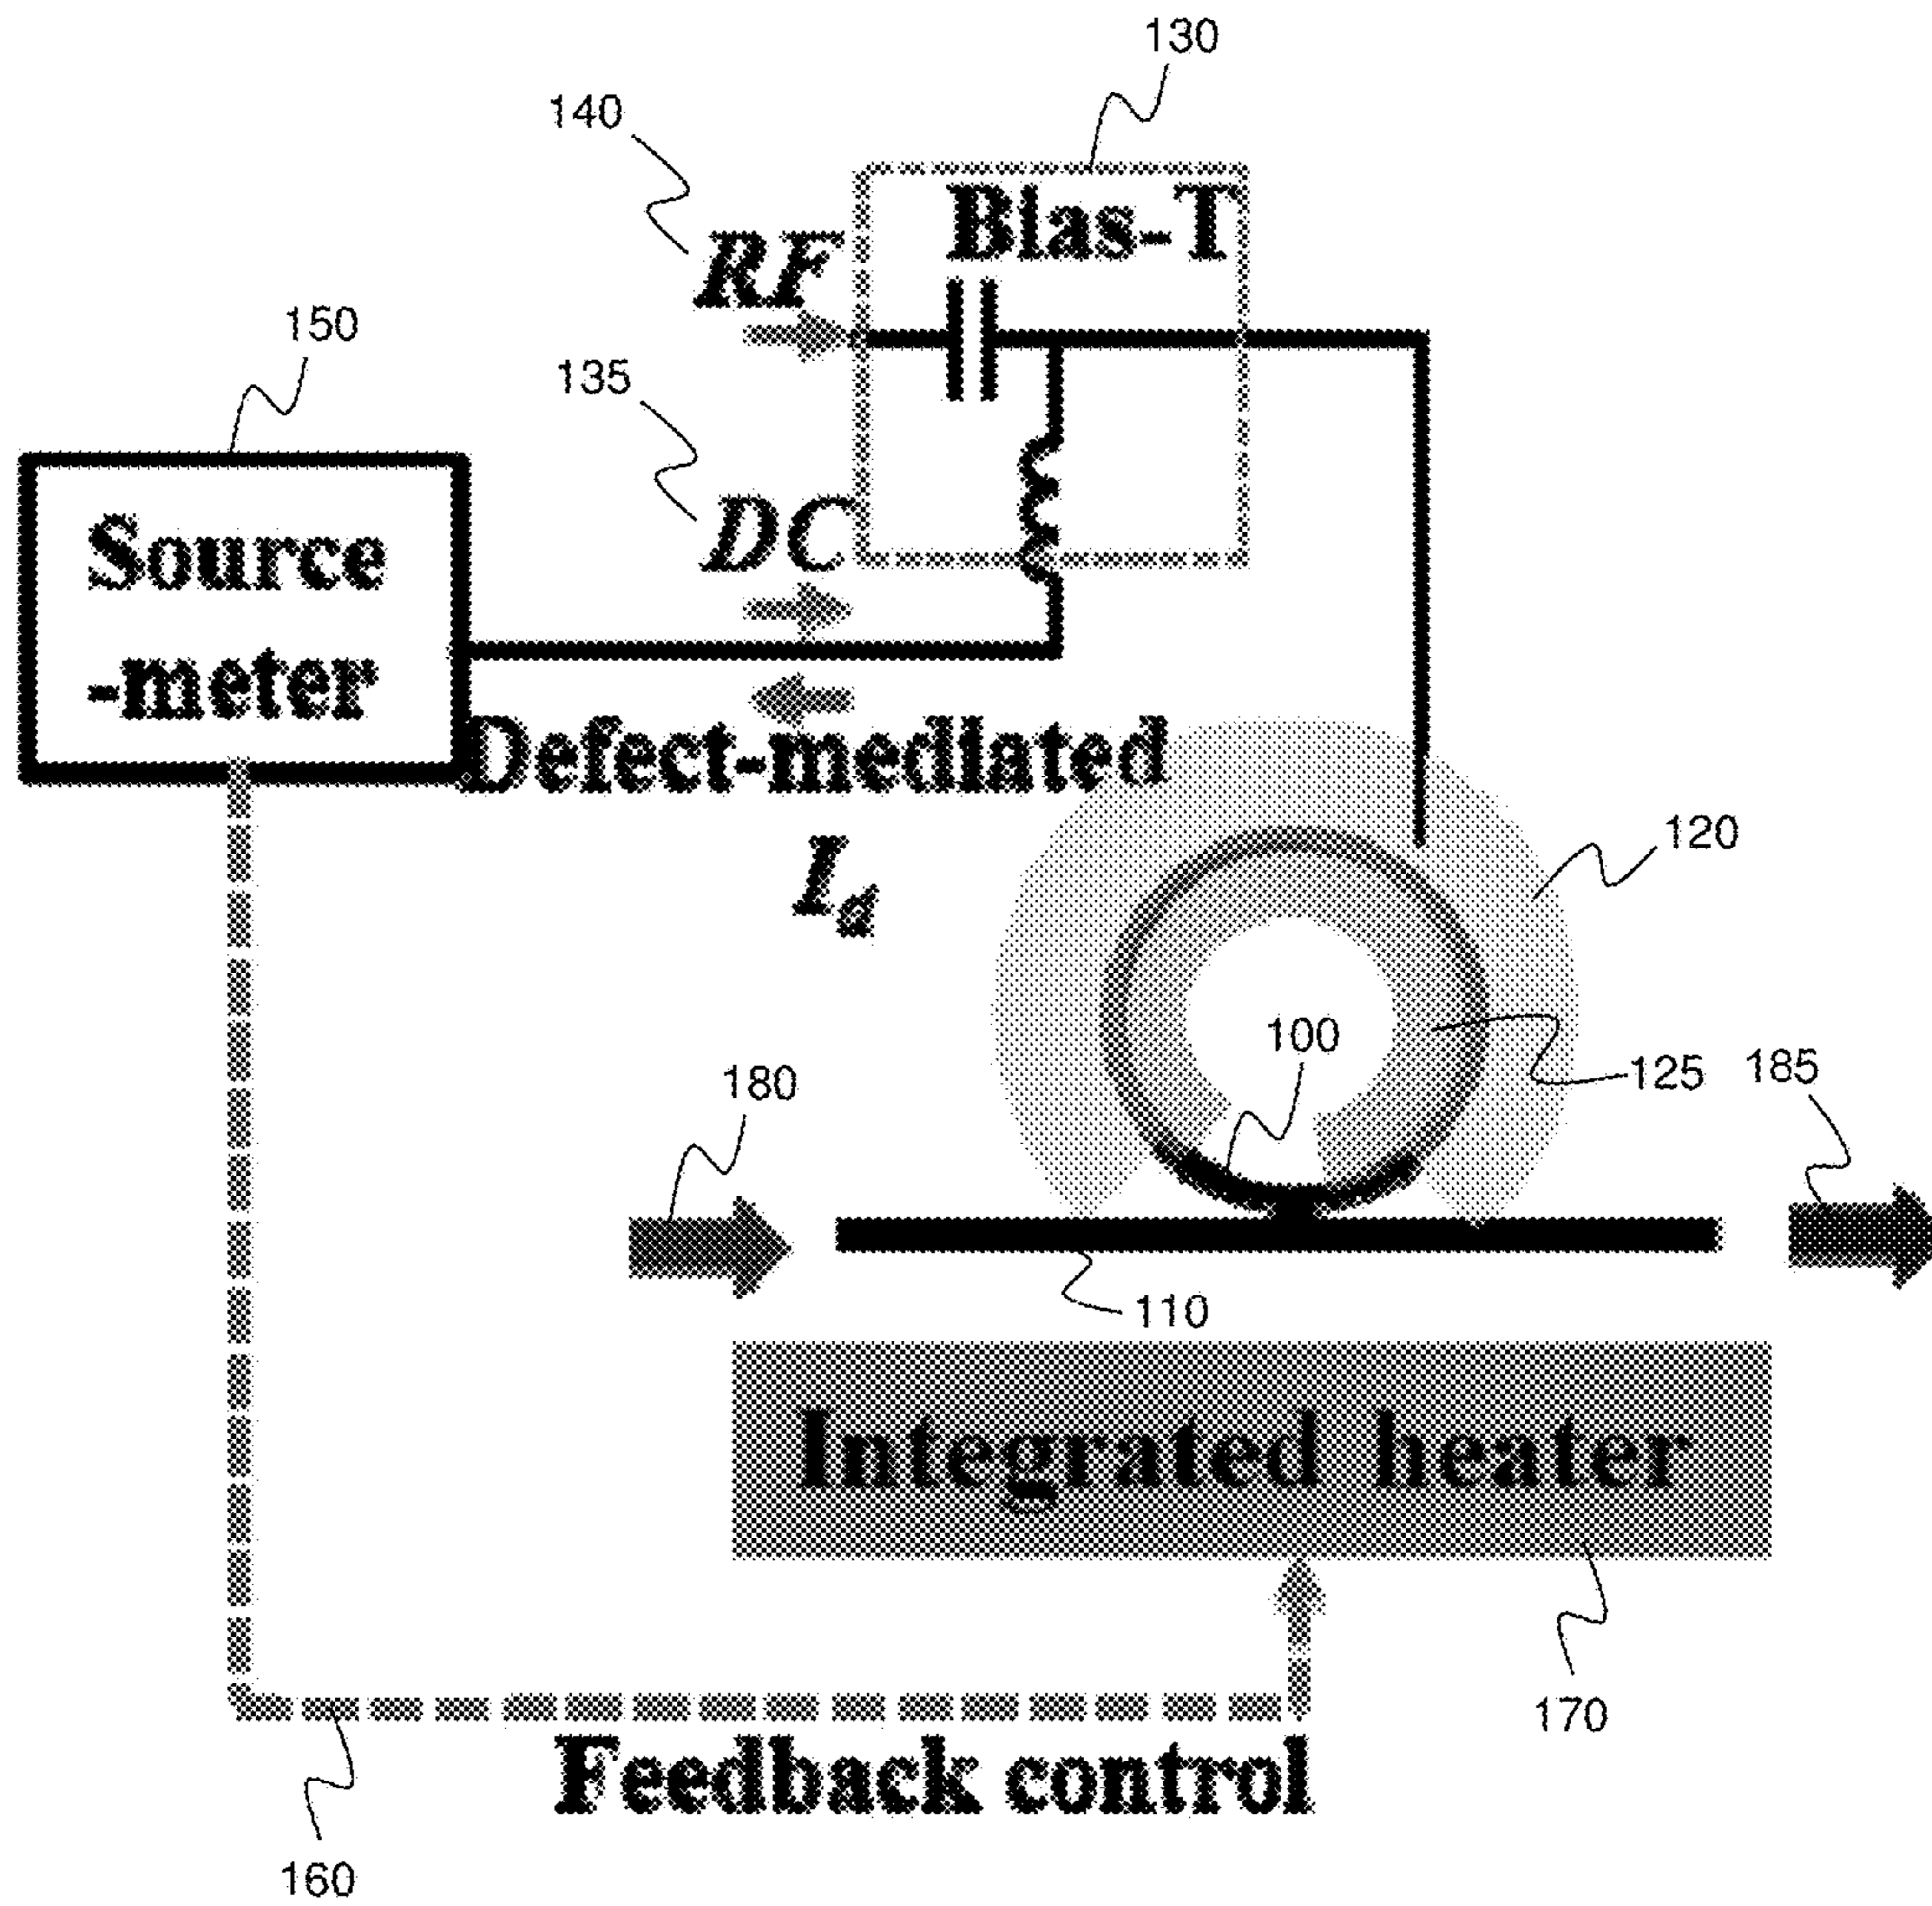 130
140
Bias-T
RF
150
135
DC
Source
-meter
Defect-mediated
120
I_d
100
125
185
180
110
Integrated heater
170
Feedback control
160